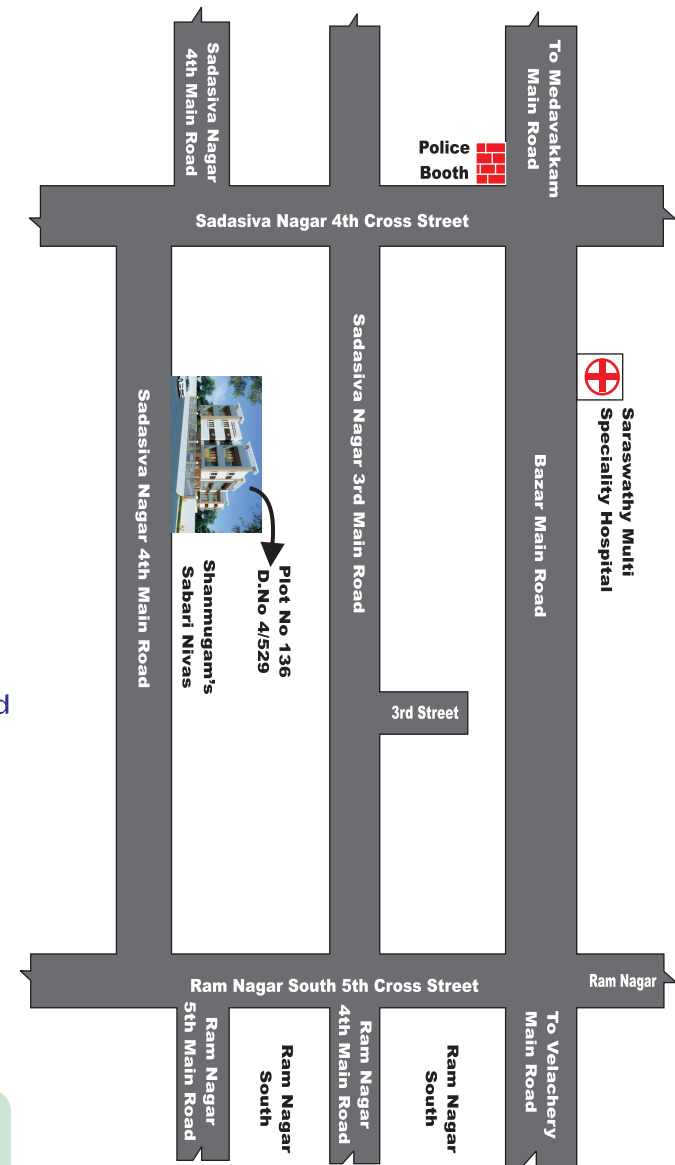 Sadasiva Nagar
4th Main Road
To Medavakkam
Main Road
Police
Booth
Sadasiva Nagar 4th Cross Street
Saraswathy Multi
Speciality Hospital
Sadasiva Nagar 4th Main Road
Sadasiva Nagar 3rd Main Road
Bazar Main Road
Plot No 136
D.No 4/529
Shanmugam's
Sabari Nivas
3rd Street
d
Ram Nagar South 5th Cross Street
Ram Nagar
Ram Nagar
5th Main Road
Ram Nagar
South
Ram Nagar
4th Main Road
Ram Nagar
South
To Velachery
Main Road